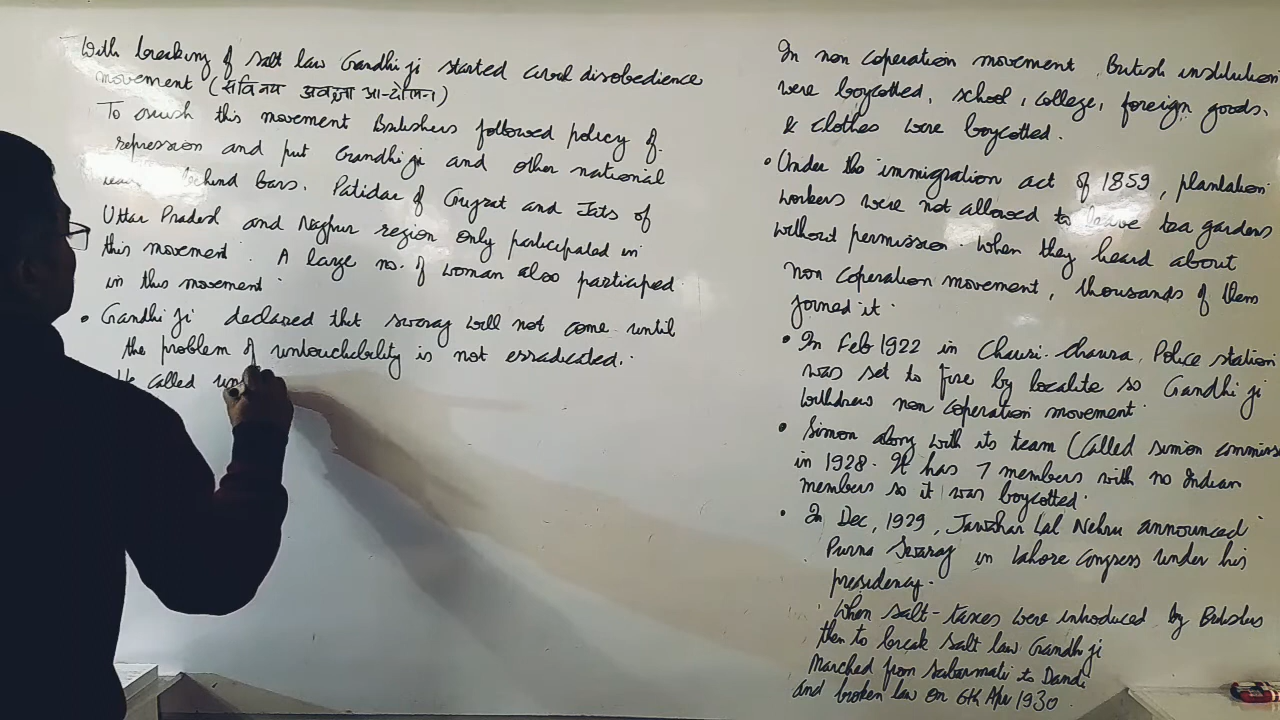 With breaking of salt law Gandhi ji started civil disobedience
movement (सविनय अवज्ञा आ-दोलन)
To crush this movement Britishers followed policy of
repression and put Gandhi ji and other national
behind bars. Patidar of Gujrat and Jats of
Uttar Pradesh and Nagpur region only participated in
this movement. A large no. of woman also particiaped
in this movement
• Gandhi Ji declared tht swaraj will not come until
the problem of untouchebility is not erradicated.
He called un
In non coperation movement, British institution
were boycotted, school, college, foreign goods,
& clothes were boycotted.
• Under the immigration act of 1859, plantation
workers were not allowed to leave tea gardens
without permission. When they heard about
non coperation movement, thousands of them
joined it.
• In Feb 1922 in Chauri-Chaura, Police station
was set to fire by localite so Gandhi ji
withdrew non coperation movement
• Simon along with its team (Called simon commiss
in 1928. It has 7 members with no Indian
members so it was boycotted.
• In Dec, 1929, Jawahar Lal Nehru announced
Purna Swaraj in Lahore Congress under his
presidency.
When salt-taxes were introduced by British
then to break salt law Gandhi ji
Marched from Sabarmati to Dandi
and broken law on 6th Apr 1930.